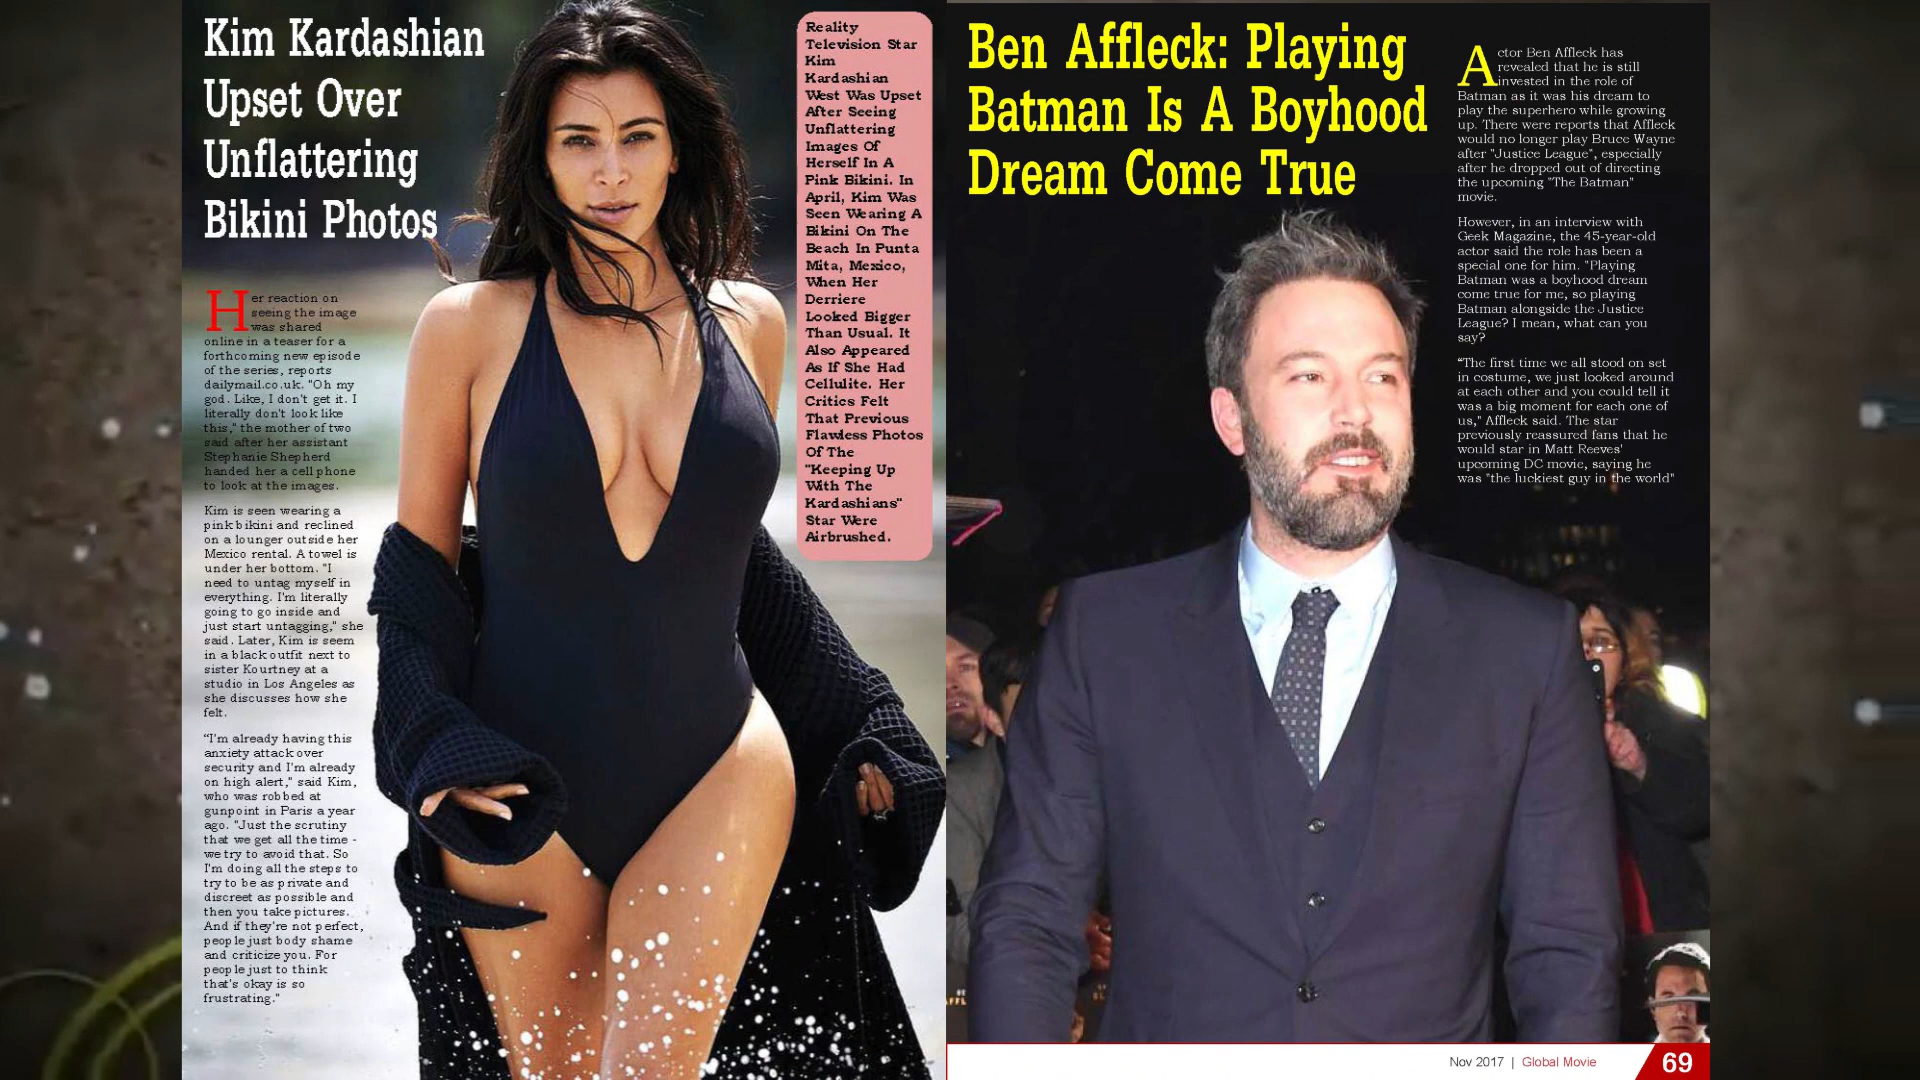 Kim Kardashian
Upset Over
Unflattering
Bikini Photos
Her reaction on
seeing the image
was shared
online in a teaser for a
forthcoming new episode
of the series, reports
dailymail.co.uk. "Oh my
god. Like, I don't get it. I
literally don't look like
this," the mother of two
said after her assistant
Stephanie Shepherd
handed her a cell phone
to look at the images.
Kim is seen wearing a
pink bikini and reclined
on a lounger outside her
Mexico rental. A towel is
under her bottom. "I
need to untag myself in
everything. I'm literally
going to go inside and
just start untagging," she
said. Later, Kim is seem
in a black outfit next to
sister Kourtney at a
studio in Los Angeles as
she discusses how she
felt.
"I'm already having this
anxiety attack over
security and I'm already
on high alert," said Kim,
who was robbed at
gunpoint in Paris a year
ago. "Just the scrutiny
that we get all the time -
we try to avoid that. So
I'm doing all the steps to
try to be as private and
discreet as possible and
then you take pictures.
And if they're not perfect,
people just body shame
and criticize you. For
people just to think
that's okay is so
frustrating."
Reality
Television Star
Kim
Kardashian
West Was Upset
After Seeing
Unflattering
Images Of
Herself In A
Pink Bikini. In
April, Kim Was
Seen Wearing A
Bikini On The
Beach In Punta
Mita, Mexico,
When Her
Derriere
Looked Bigger
Than Usual. It
Also Appeared
As If She Had
Cellulite. Her
Critics Felt
That Previous
Flawless Photos
Of The
"Keeping Up
With The
Kardashians"
Star Were
Airbrushed.
Ben Affleck: Playing
Batman Is A Boyhood
Dream Come True
Actor Ben Affleck has
revealed that he is still
invested in the role of
Batman as it was his dream to
play the superhero while growing
up. There were reports that Affleck
would no longer play Bruce Wayne
after "Justice League", especially
after he dropped out of directing
the upcoming "The Batman"
movie.
However, in an interview with
Geek Magazine, the 45-year-old
actor said the role has been a
special one for him. "Playing
Batman was a boyhood dream
come true for me, so playing
Batman alongside the Justice
League? I mean, what can you
say?
"The first time we all stood on set
in costume, we just looked around
at each other and you could tell it
was a big moment for each one of
us," Affleck said. The star
previously reassured fans that he
would star in Matt Reeves'
upcoming DC movie, saying he
was "the luckiest guy in the world"
Nov 2017 | Global Movie 69